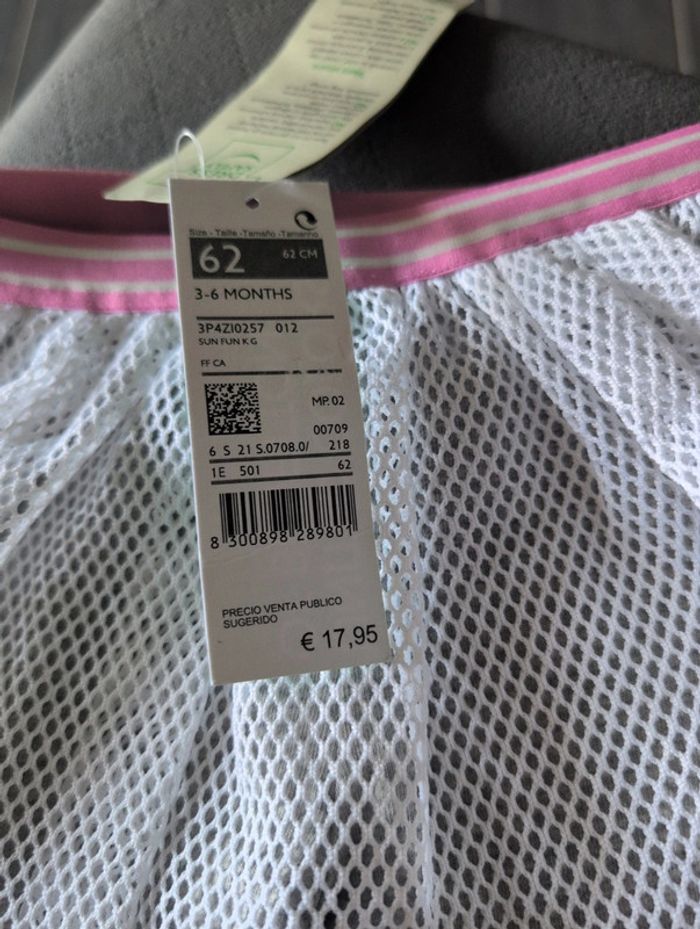 Size - Taille - Tamaño - Tamanho
62 62 CM
3-6 MONTHS
3P4ZI0257 012
SUN FUN K G
FF CA
MP. 02
00709
6 S 21 S.0708.0/ 218
1E 501 62
8 300898 289801
PRECIO VENTA PUBLICO
SUGERIDO
€ 17,95